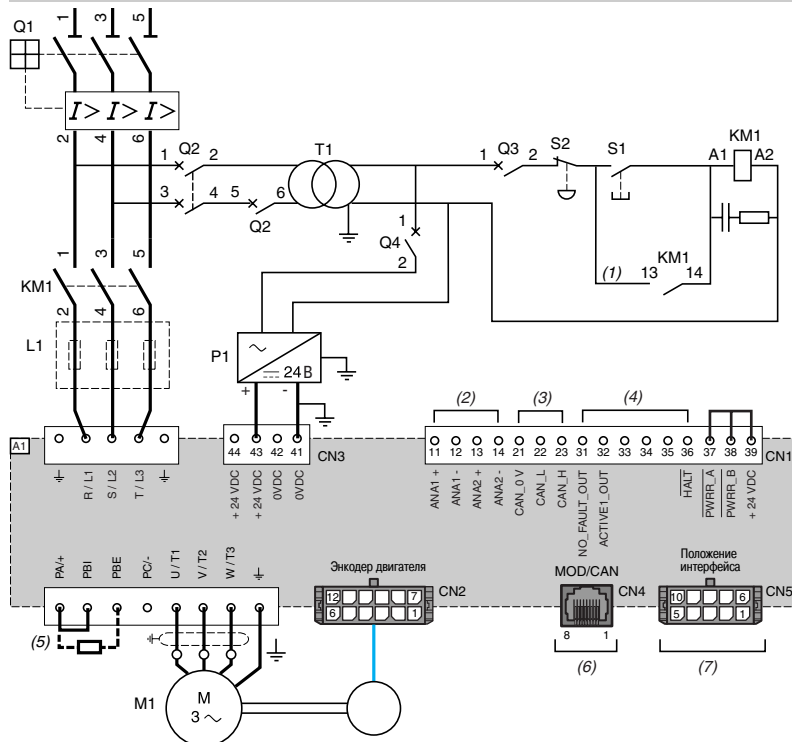 1 3 5
Q1
I> I> I>
2 4 6
1 Q2 2
T1
1 Q3 2
S2
S1
KM1
A1 A2
3 4 5 6
Q2
1
Q4
2
KM1
(1) 13 14
1 3 5
KM1
2 4 6
L1
P1
24 В
+ -
A1
R / L1
S / L2
T / L3
44 43 42 41
CN3
+ 24 VDC
+ 24 VDC
0VDC
0VDC
(2) (3) (4)
11 12 13 14 21 22 23 31 32 33 34 35 36 37 38 39
CN1
ANA1 +
ANA1 -
ANA2 +
ANA2 -
CAN_0 V
CAN_L
CAN_H
NO_FAULT_OUT
ACTIVE1_OUT
HALT
PWRR_A
PWRR_B
+ 24 VDC
PA/+
PBI
PBE
PC/-
U / T1
V / T2
W / T3
(5)
Энкодер двигателя
12 7
6 1
CN2
MOD/CAN
CN4
8 1
(6)
Положение
интерфейса
10 6
5 1
CN5
(7)
M1
M
3 ~